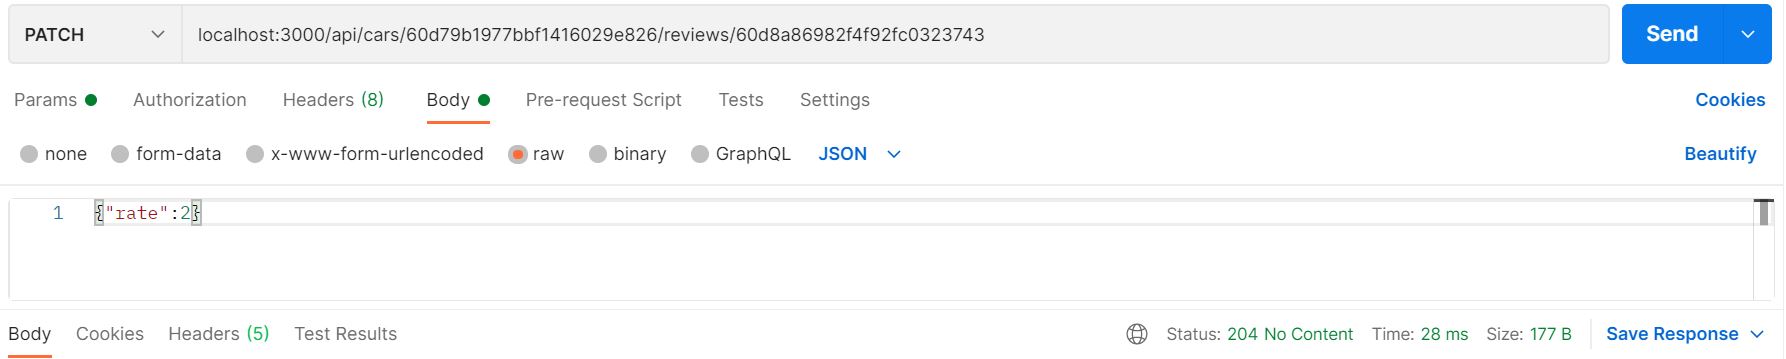 PATCH localhost:3000/api/cars/60d79b1977bbf1416029e826/reviews/60d8a86982f4f92fc0323743 Send
Params Authorization Headers (8) Body Pre-request Script Tests Settings Cookies
none form-data x-www-form-urlencoded raw binary GraphQL JSON Beautify
1 {"rate":2}
Body Cookies Headers (5) Test Results Status: 204 No Content Time: 28 ms Size: 177 B Save Response